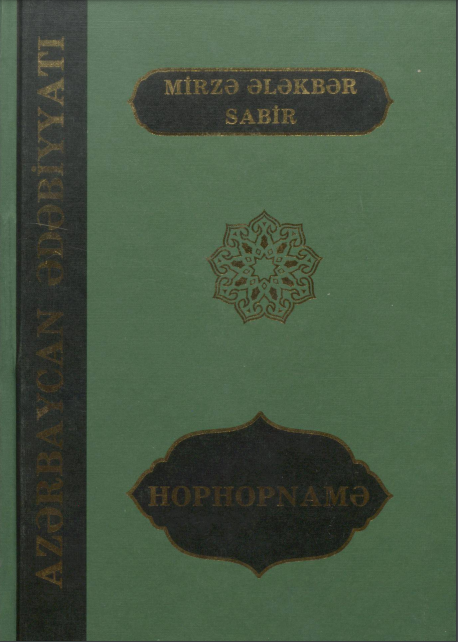 MİRZƏ ƏLƏKBƏR
SABİR
HOPHOPNAMƏ
AZƏRBAYCAN ƏDƏBİYYATI